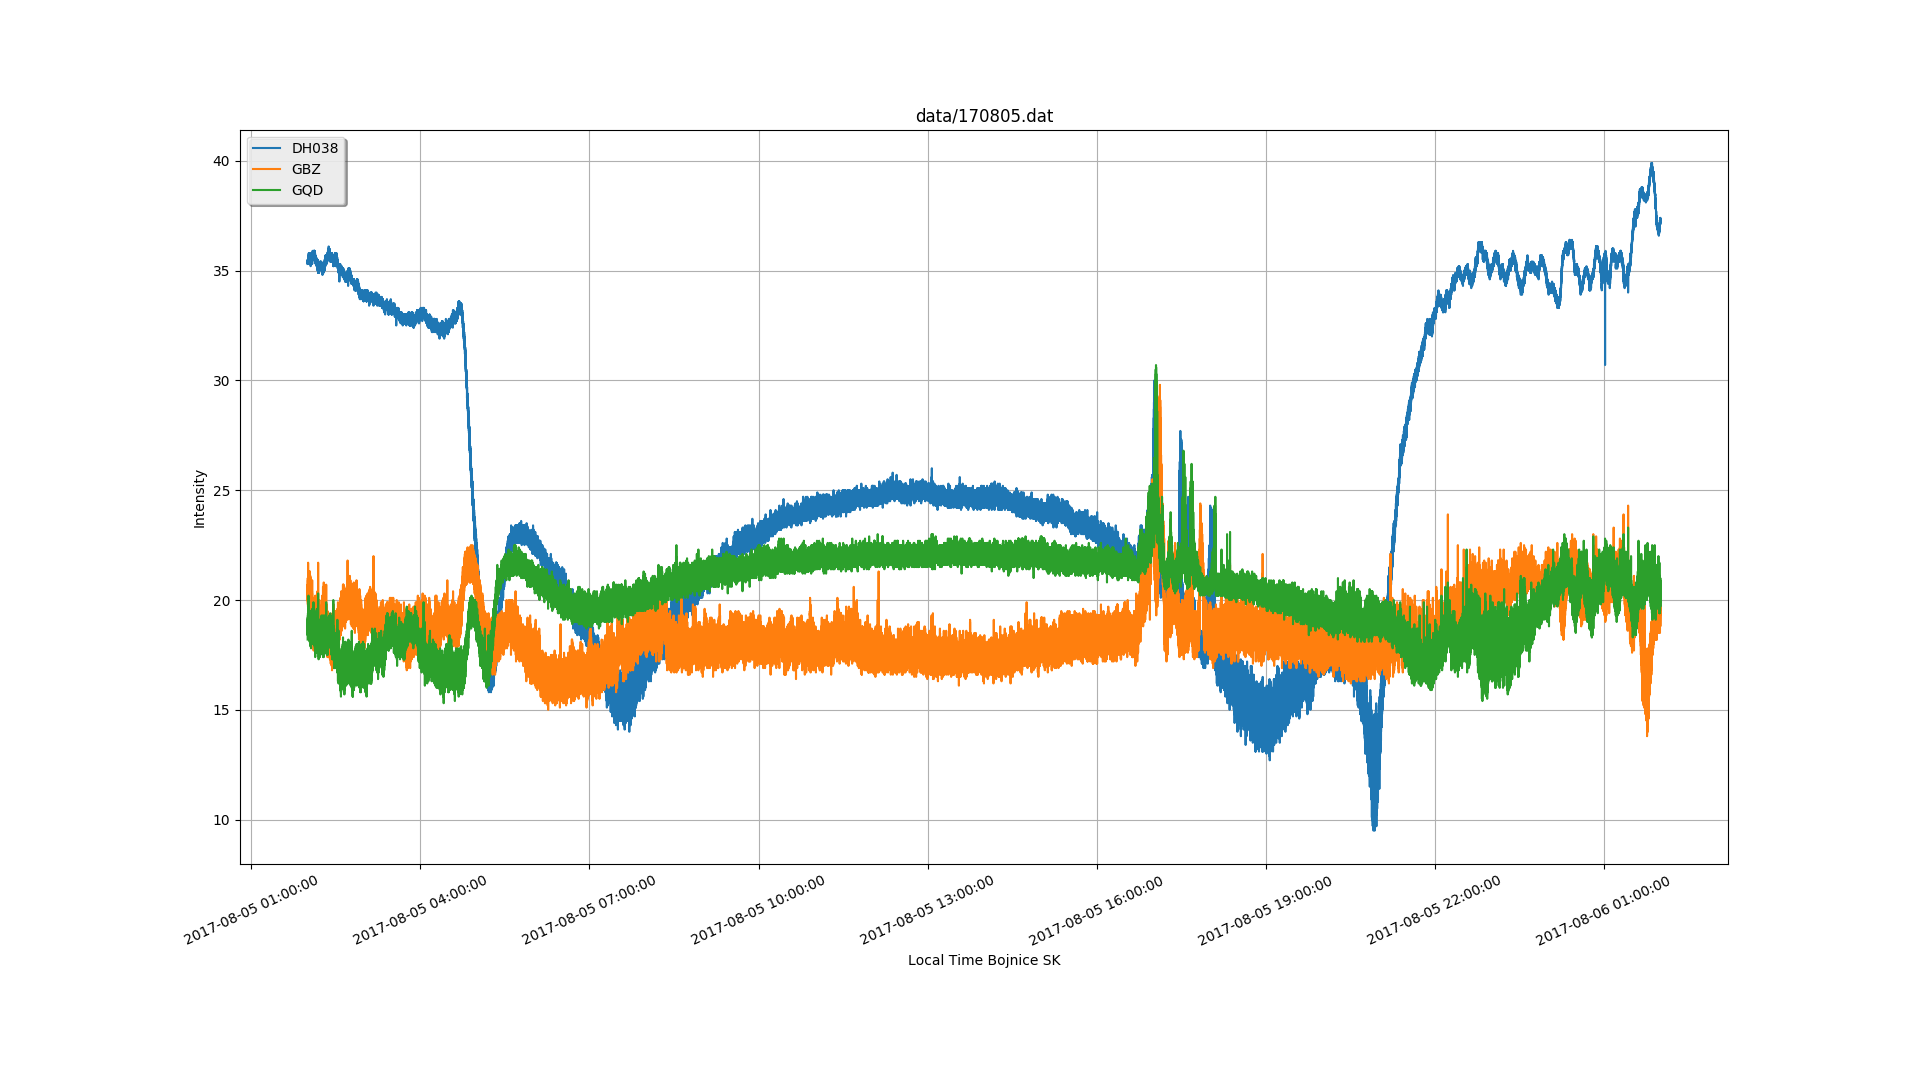 data/170805.dat
DH038
GBZ
GQD
40
35
30
25
20
15
10
Intensity
2017-08-05 01:00:00
2017-08-05 04:00:00
2017-08-05 07:00:00
2017-08-05 10:00:00
2017-08-05 13:00:00
2017-08-05 16:00:00
2017-08-05 19:00:00
2017-08-05 22:00:00
2017-08-06 01:00:00
Local Time Bojnice SK